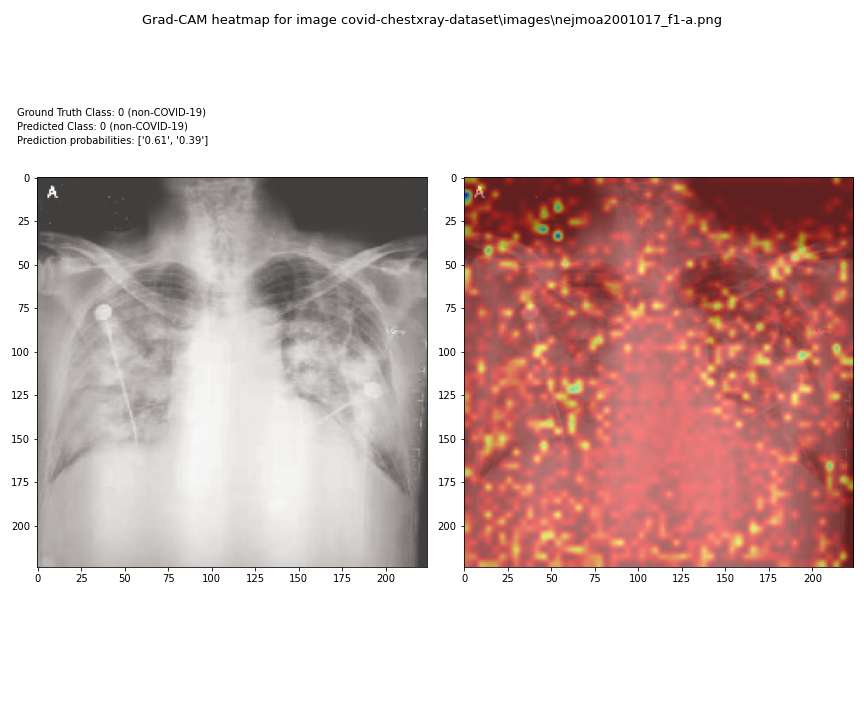 Grad-CAM heatmap for image covid-chestxray-dataset\images\nejmoa2001017_f1-a.png
Ground Truth Class: 0 (non-COVID-19)
Predicted Class: 0 (non-COVID-19)
Prediction probabilities: ['0.61', '0.39']
A
A
0
25
50
75
100
125
150
175
200
0
25
50
75
100
125
150
175
200
0 25 50 75 100 125 150 175 200
0 25 50 75 100 125 150 175 200